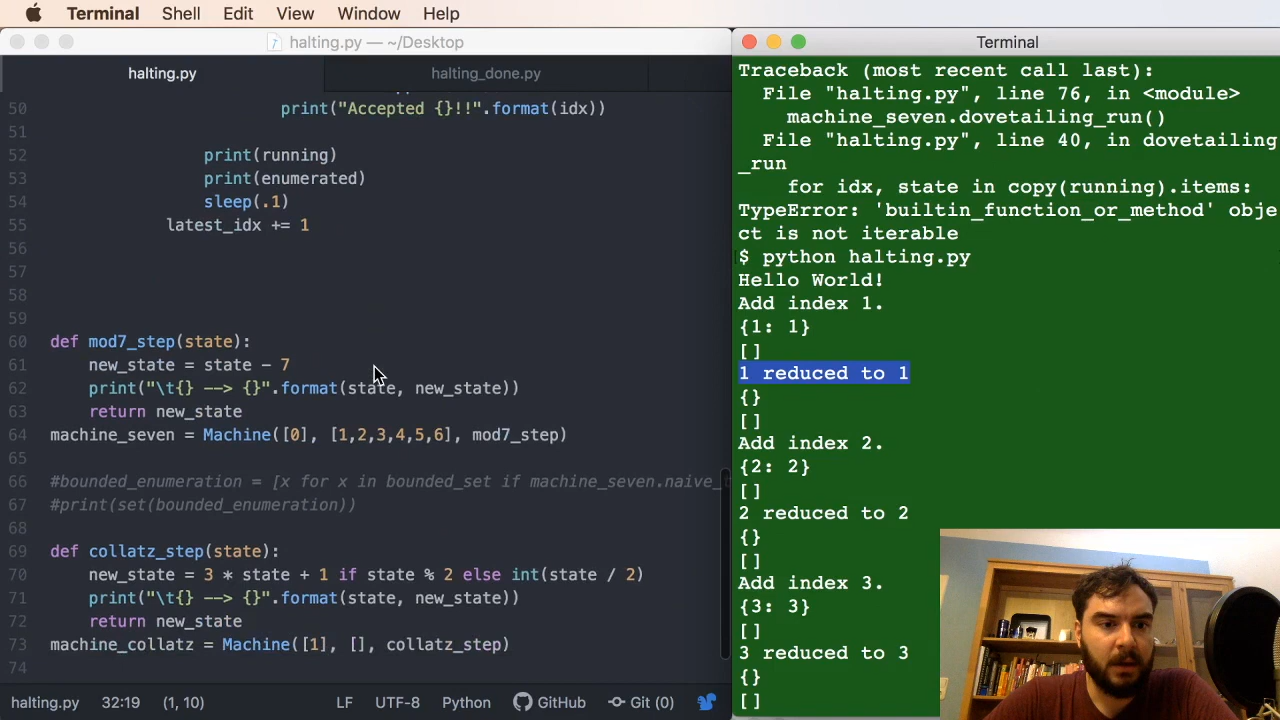 Terminal Shell Edit View Window Help
halting.py — ~/Desktop
halting.py halting_done.py
50 print("Accepted {}!!".format(idx))
51
52 print(running)
53 print(enumerated)
54 sleep(.1)
55 latest_idx += 1
56
57
58
59
60 def mod7_step(state):
61 new_state = state - 7
62 print("\t{} --> {}".format(state, new_state))
63 return new_state
64 machine_seven = Machine([0], [1,2,3,4,5,6], mod7_step)
65
66 #bounded_enumeration = [x for x in bounded_set if machine_seven.naive_
67 #print(set(bounded_enumeration))
68
69 def collatz_step(state):
70 new_state = 3 * state + 1 if state % 2 else int(state / 2)
71 print("\t{} --> {}".format(state, new_state))
72 return new_state
73 machine_collatz = Machine([1], [], collatz_step)
74
halting.py 32:19 (1, 10) LF UTF-8 Python GitHub Git (0)
Terminal
Traceback (most recent call last):
File "halting.py", line 76, in <module>
machine_seven.dovetailing_run()
File "halting.py", line 40, in dovetailing
_run
for idx, state in copy(running).items:
TypeError: 'builtin_function_or_method' obje
ct is not iterable
$ python halting.py
Hello World!
Add index 1.
{1: 1}
[]
1 reduced to 1
{}
[]
Add index 2.
{2: 2}
[]
2 reduced to 2
{}
[]
Add index 3.
{3: 3}
[]
3 reduced to 3
{}
[]